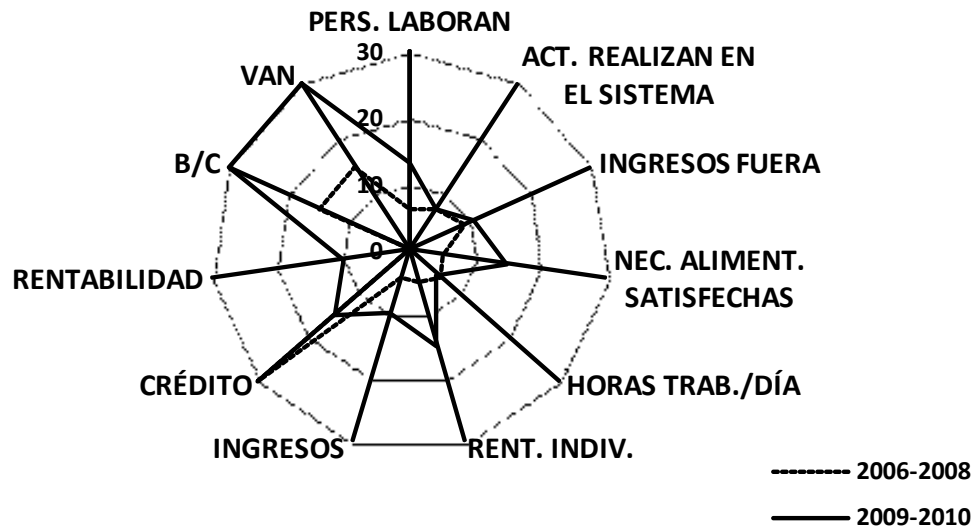 PERS. LABORAN
30
ACT. REALIZAN EN
EL SISTEMA
VAN
20
B/C
INGRESOS FUERA
10
0
RENTABILIDAD
NEC. ALIMENT.
SATISFECHAS
CRÉDITO
HORAS TRAB./DÍA
INGRESOS
RENT. INDIV.
2006-2008
2009-2010